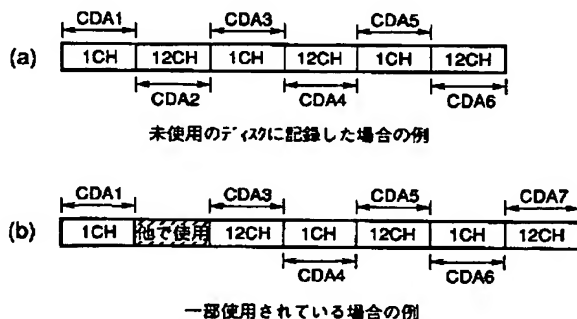 CDA1 CDA3 CDA5
(a) 1CH 12CH 1CH 12CH 1CH 12CH
CDA2 CDA4 CDA6
未使用のディスクに記録した場合の例
CDA1 CDA3 CDA5 CDA7
(b) 1CH 他で使用 12CH 1CH 12CH 1CH 12CH
CDA4 CDA6
一部使用されている場合の例